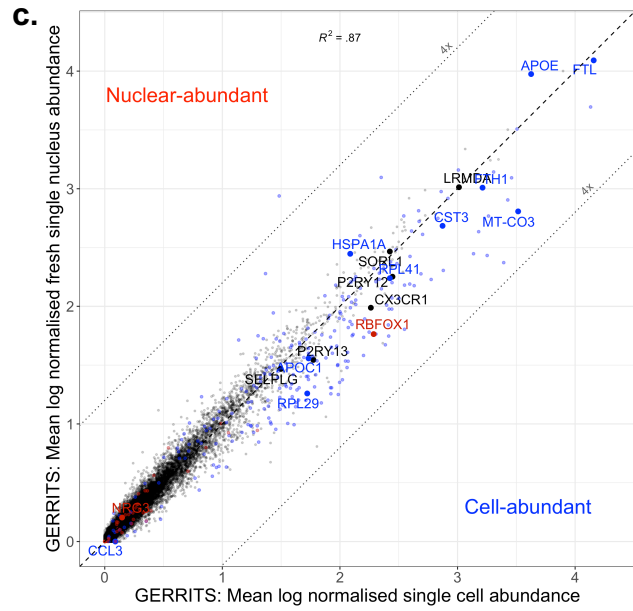 c.
R² = .87
4x
APOE
FTL
Nuclear-abundant
4
LRMDA
3
4x
CST3
MT-CO3
HSPA1A
SORL1
RPL41
P2RY12
CX3CR1
2
RBFOX1
P2RY13
APOC1
SELPLG
RPL29
1
NRG3
Cell-abundant
0
CCL3
0 1 2 3 4
GERRITS: Mean log normalised single cell abundance
GERRITS: Mean log normalised fresh single nucleus abundance